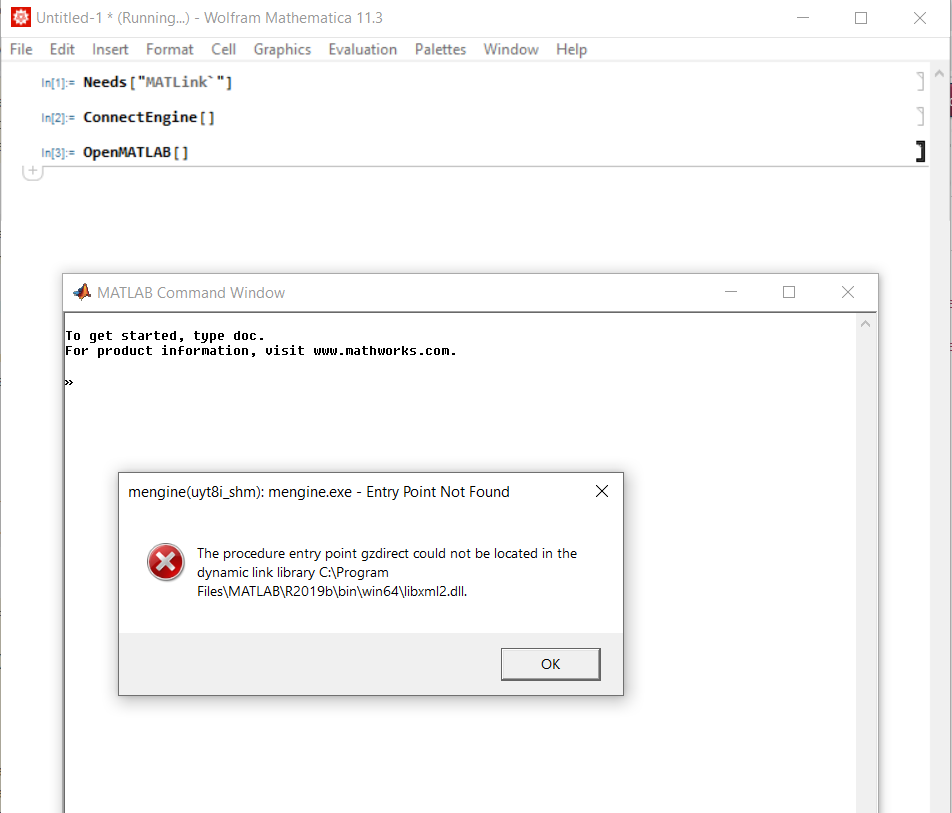 Untitled-1 * (Running...) - Wolfram Mathematica 11.3
File Edit Insert Format Cell Graphics Evaluation Palettes Window Help
In[1]:= Needs["MATLink`"]
In[2]:= ConnectEngine[]
In[3]:= OpenMATLAB[]
MATLAB Command Window
To get started, type doc.
For product information, visit www.mathworks.com.
»
mengine(uyt8i_shm): mengine.exe - Entry Point Not Found
The procedure entry point gzdirect could not be located in the
dynamic link library C:\Program
Files\MATLAB\R2019b\bin\win64\libxml2.dll.
OK